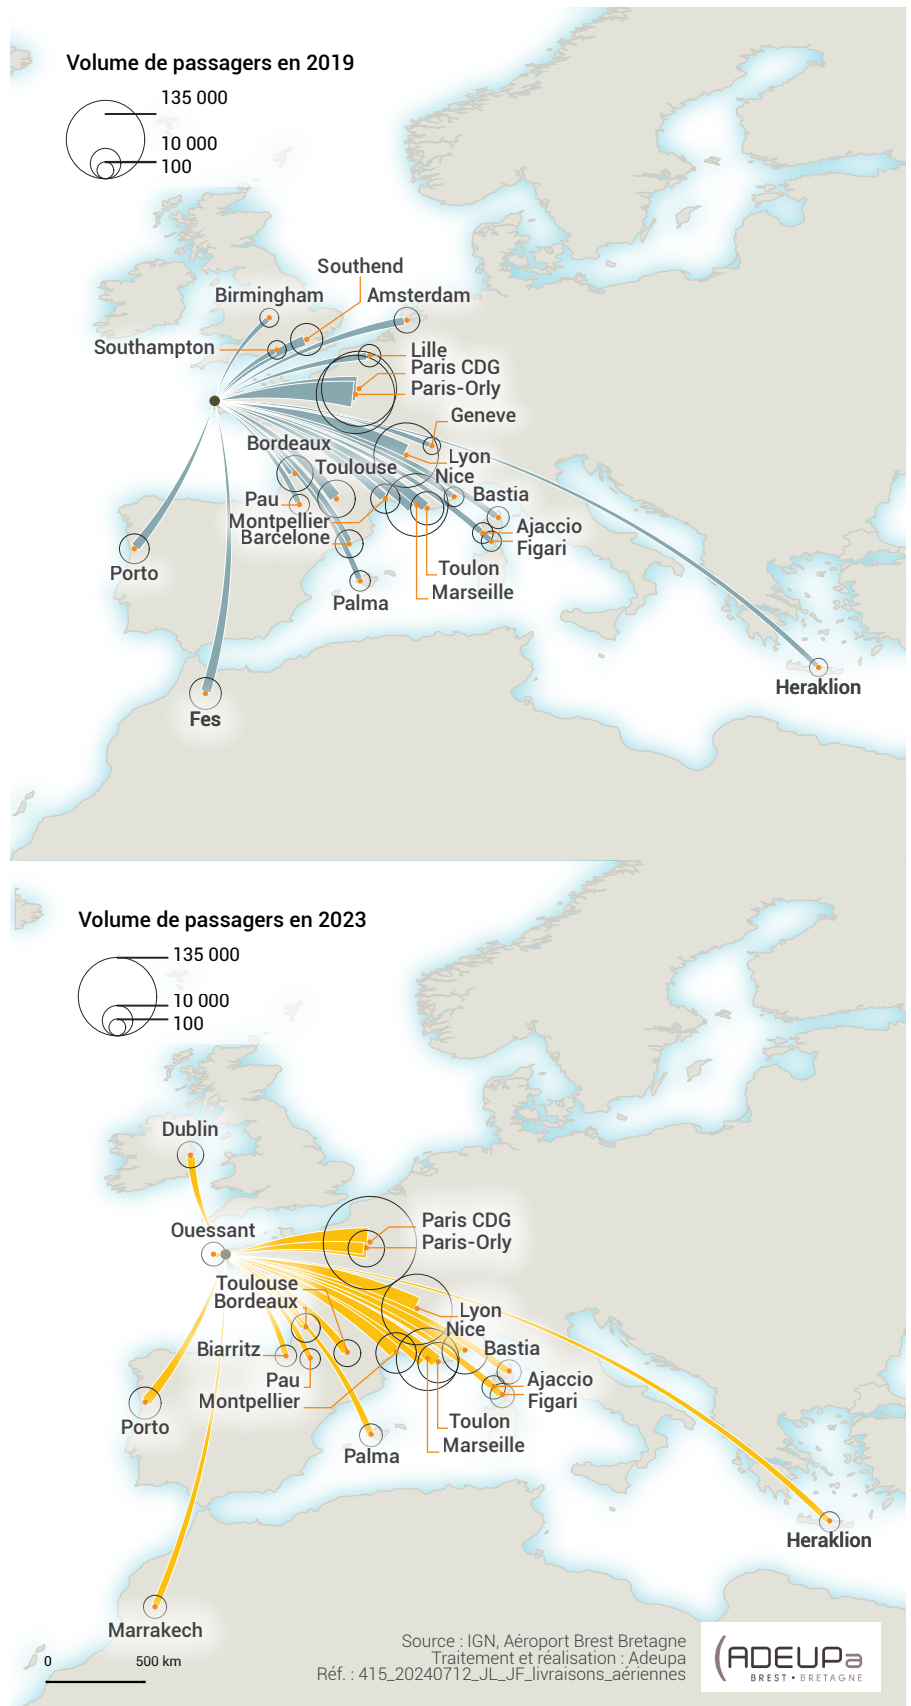 Volume de passagers en 2019
135 000
10 000
100
Southend
Birmingham
Amsterdam
Southampton
Lille
Paris CDG
Paris-Orly
Geneve
Bordeaux
Lyon
Toulouse
Nice
Pau
Bastia
Montpellier
Barcelone
Ajaccio
Figari
Porto
Toulon
Palma
Marseille
Heraklion
Fes
Volume de passagers en 2023
135 000
10 000
100
Dublin
Ouessant
Paris CDG
Paris-Orly
Toulouse
Bordeaux
Lyon
Nice
Biarritz
Bastia
Pau
Ajaccio
Montpellier
Figari
Porto
Toulon
Marseille
Palma
Heraklion
Marrakech
0 500 km
Source : IGN, Aéroport Brest Bretagne
Traitement et réalisation : Adeupa
Réf. : 415_20240712_JL_JF_livraisons_aériennes
ADEUPa
BREST • BRETAGNE